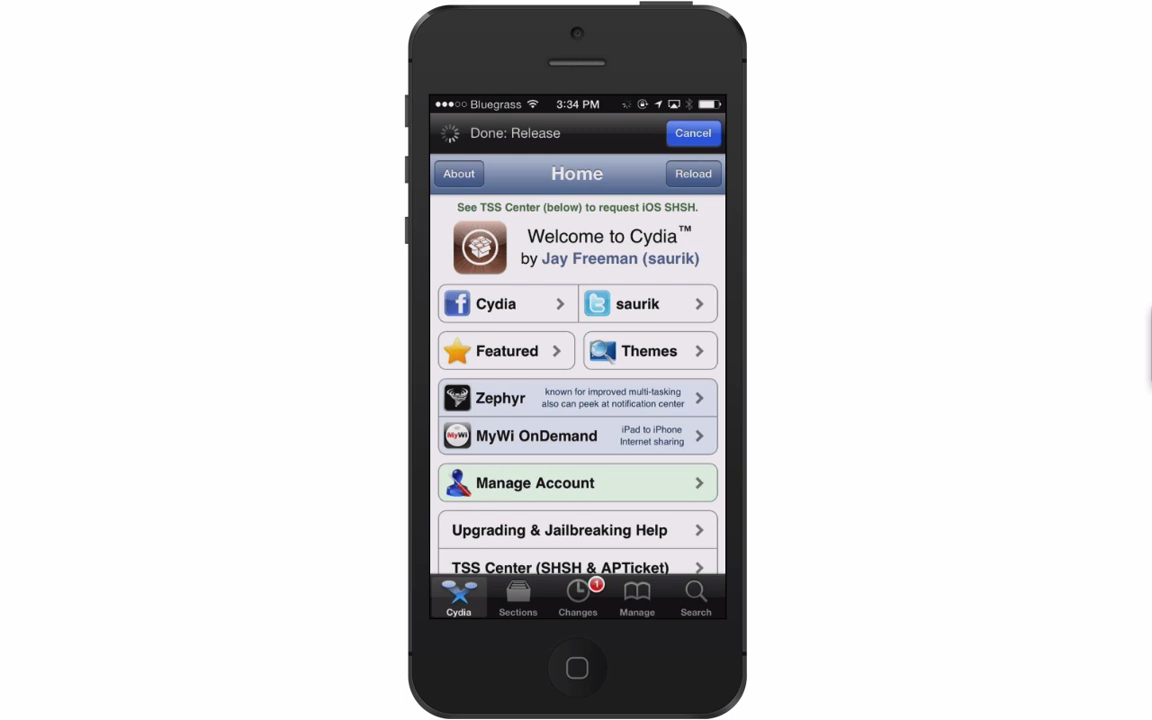 Bluegrass 3:34 PM
Done: Release Cancel
About Home Reload
See TSS Center (below) to request iOS SHSH.
Welcome to Cydia™
by Jay Freeman (saurik)
Cydia saurik
Featured Themes
Zephyr known for improved multi-tasking
also can peek at notification center
MyWi MyWi OnDemand iPad to iPhone
Internet sharing
Manage Account
Upgrading & Jailbreaking Help
TSS Center (SHSH & APTicket)
1
Cydia Sections Changes Manage Search